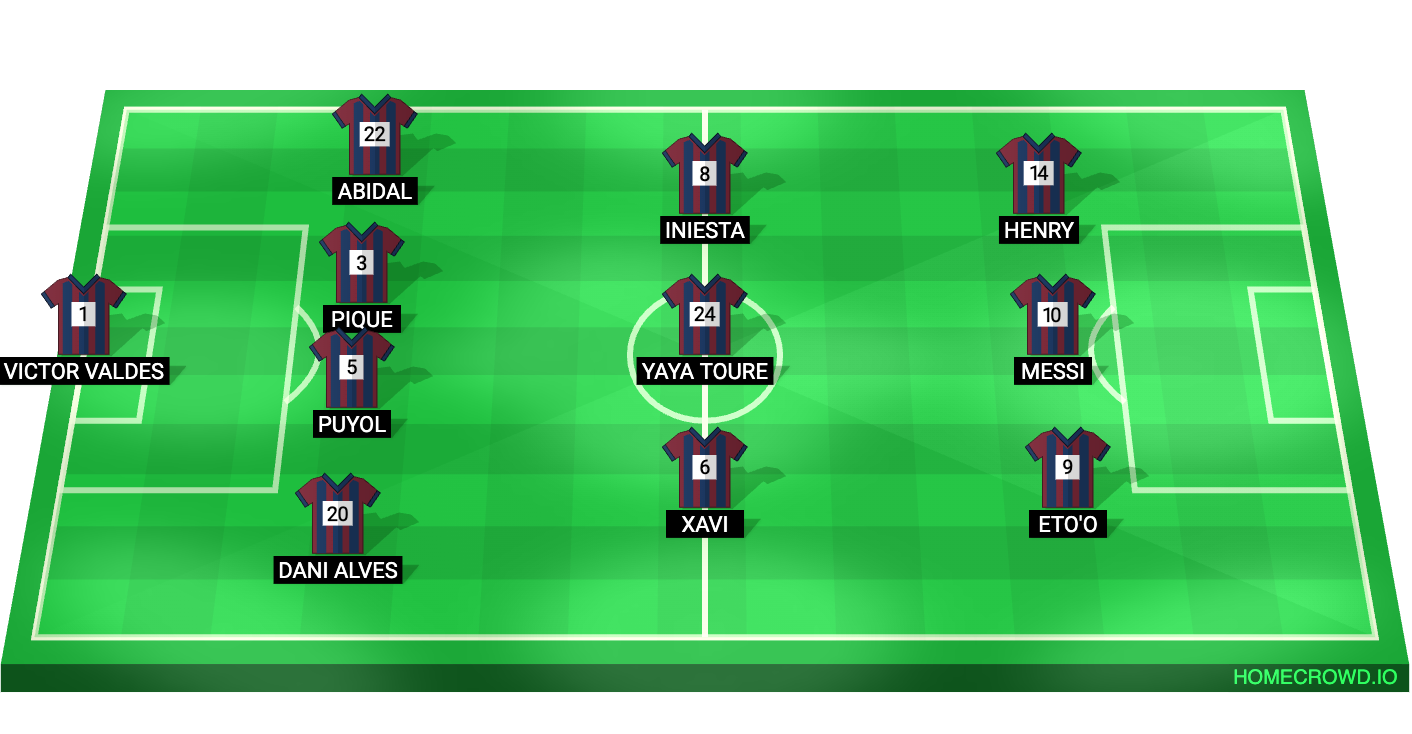 22
ABIDAL
8
INIESTA
14
HENRY
3
PIQUE
1
VICTOR VALDES
24
YAYA TOURE
10
MESSI
5
PUYOL
6
XAVI
9
ETO'O
20
DANI ALVES
HOMECROWD.IO